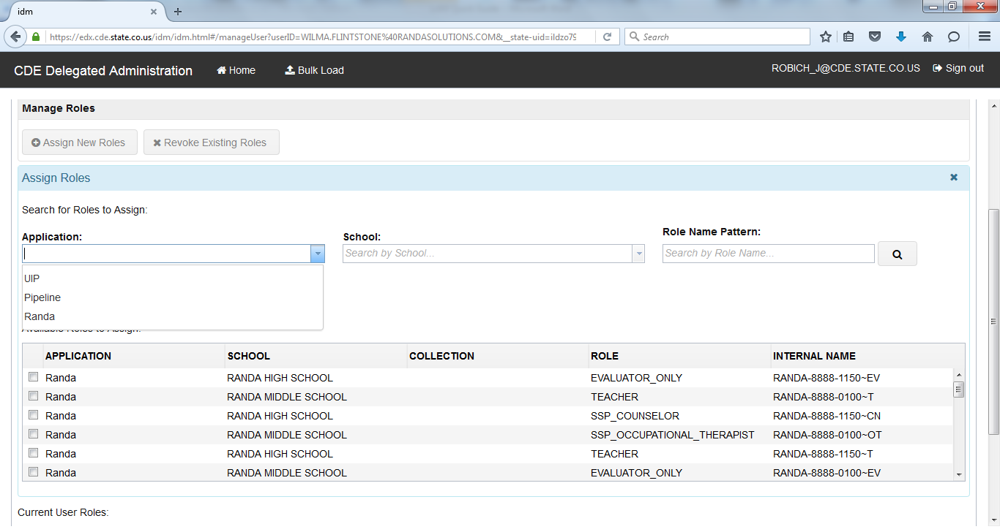 idm
https://edx.cde.state.co.us/idm/idm.html#/manageUser?userID=WILMA.FLINTSTONE%40RANDASOLUTIONS.COM&__state-uid=ildzo79
Search
CDE Delegated Administration
Home
Bulk Load
ROBICH_J@CDE.STATE.CO.US
Sign out
Manage Roles
Assign New Roles
Revoke Existing Roles
Assign Roles
Search for Roles to Assign:
Application:
School:
Role Name Pattern:
Search by School...
Search by Role Name...
UIP
Pipeline
Randa
Available Roles to Assign:
APPLICATION SCHOOL COLLECTION ROLE INTERNAL NAME
Randa RANDA HIGH SCHOOL EVALUATOR_ONLY RANDA-8888-1150~EV
Randa RANDA MIDDLE SCHOOL TEACHER RANDA-8888-0100~T
Randa RANDA HIGH SCHOOL SSP_COUNSELOR RANDA-8888-1150~CN
Randa RANDA MIDDLE SCHOOL SSP_OCCUPATIONAL_THERAPIST RANDA-8888-0100~OT
Randa RANDA HIGH SCHOOL TEACHER RANDA-8888-1150~T
Randa RANDA MIDDLE SCHOOL EVALUATOR_ONLY RANDA-8888-0100~EV
Current User Roles: